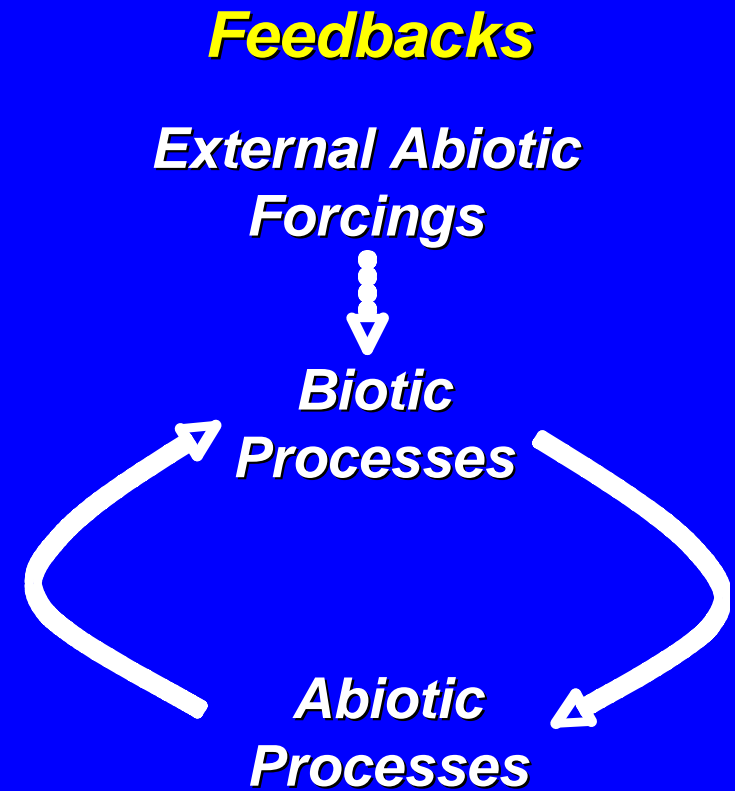 Feedbacks
External Abiotic
Forcings
Biotic
Processes
Abiotic
Processes